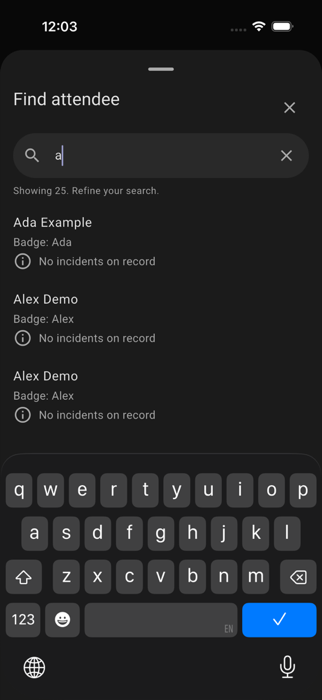 12:03
Find attendee
a
Showing 25. Refine your search.
Ada Example
Badge: Ada
No incidents on record
Alex Demo
Badge: Alex
No incidents on record
Alex Demo
Badge: Alex
No incidents on record
q w e r t y u i o p
a s d f g h j k l
z x c v b n m
123
EN